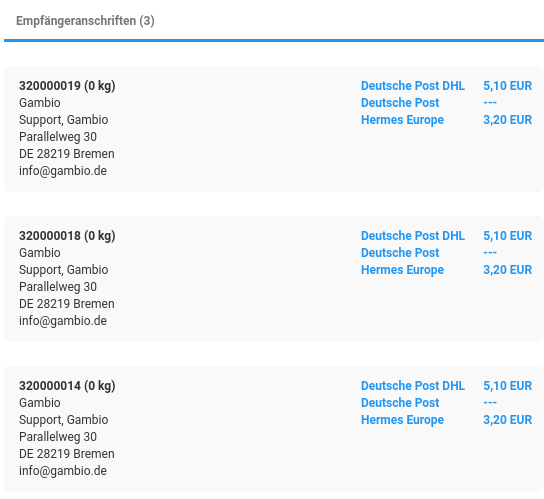 Empfängeranschriften (3)
320000019 (0 kg) Deutsche Post DHL 5,10 EUR
Gambio Deutsche Post ---
Support, Gambio Hermes Europe 3,20 EUR
Parallelweg 30
DE 28219 Bremen
info@gambio.de
320000018 (0 kg) Deutsche Post DHL 5,10 EUR
Gambio Deutsche Post ---
Support, Gambio Hermes Europe 3,20 EUR
Parallelweg 30
DE 28219 Bremen
info@gambio.de
320000014 (0 kg) Deutsche Post DHL 5,10 EUR
Gambio Deutsche Post ---
Support, Gambio Hermes Europe 3,20 EUR
Parallelweg 30
DE 28219 Bremen
info@gambio.de